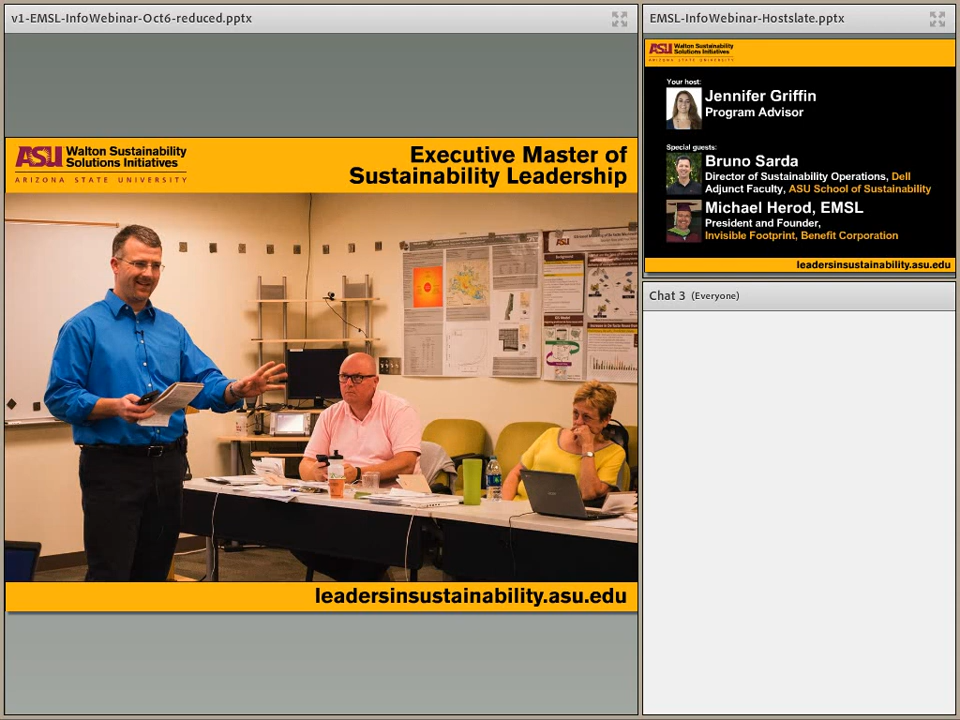 v1-EMSL-InfoWebinar-Oct6-reduced.pptx
ASU Walton Sustainability
Solutions Initiatives
ARIZONA STATE UNIVERSITY
Executive Master of
Sustainability Leadership
ASU
leadersinsustainability.asu.edu
EMSL-InfoWebinar-Hostslate.pptx
ASU Walton Sustainability
Solutions Initiatives
ARIZONA STATE UNIVERSITY
Your host:
Jennifer Griffin
Program Advisor
Special guests:
Bruno Sarda
Director of Sustainability Operations, Dell
Adjunct Faculty, ASU School of Sustainability
Michael Herod, EMSL
President and Founder,
Invisible Footprint, Benefit Corporation
leadersinsustainability.asu.edu
Chat 3 (Everyone)